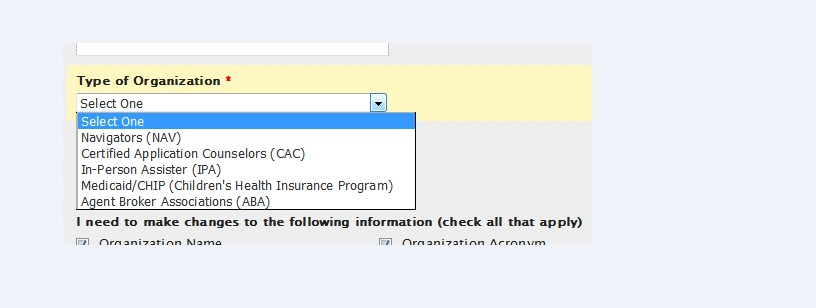 Type of Organization *
Select One
Select One
Navigators (NAV)
Certified Application Counselors (CAC)
In-Person Assister (IPA)
Medicaid/CHIP (Children's Health Insurance Program)
Agent Broker Associations (ABA)
I need to make changes to the following information (check all that apply)
Organization Name Organization Acronym